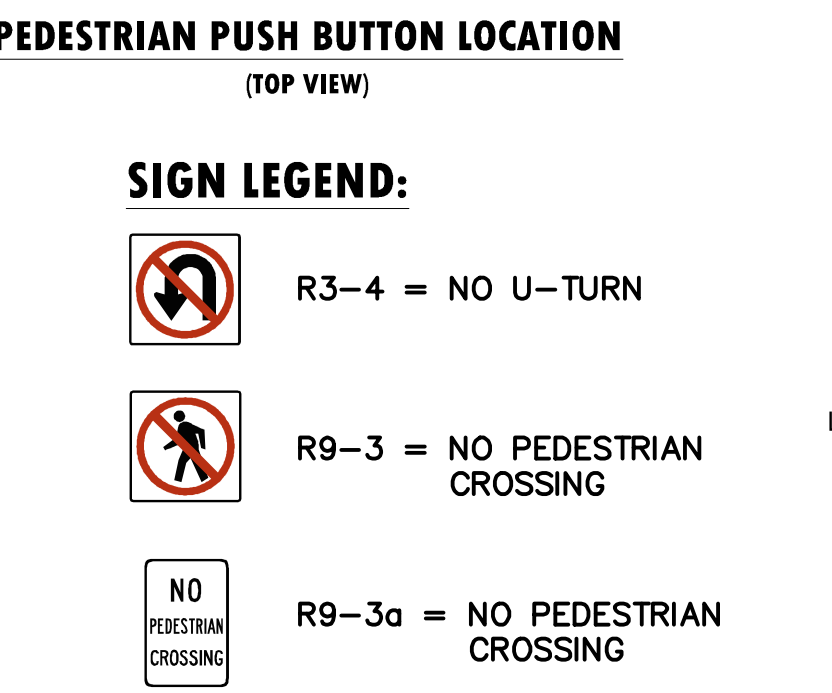 PEDESTRIAN PUSH BUTTON LOCATION
(TOP VIEW)
SIGN LEGEND:
R3-4 = NO U-TURN
R9-3 = NO PEDESTRIAN
CROSSING
NO
PEDESTRIAN
CROSSING
R9-3a = NO PEDESTRIAN
CROSSING